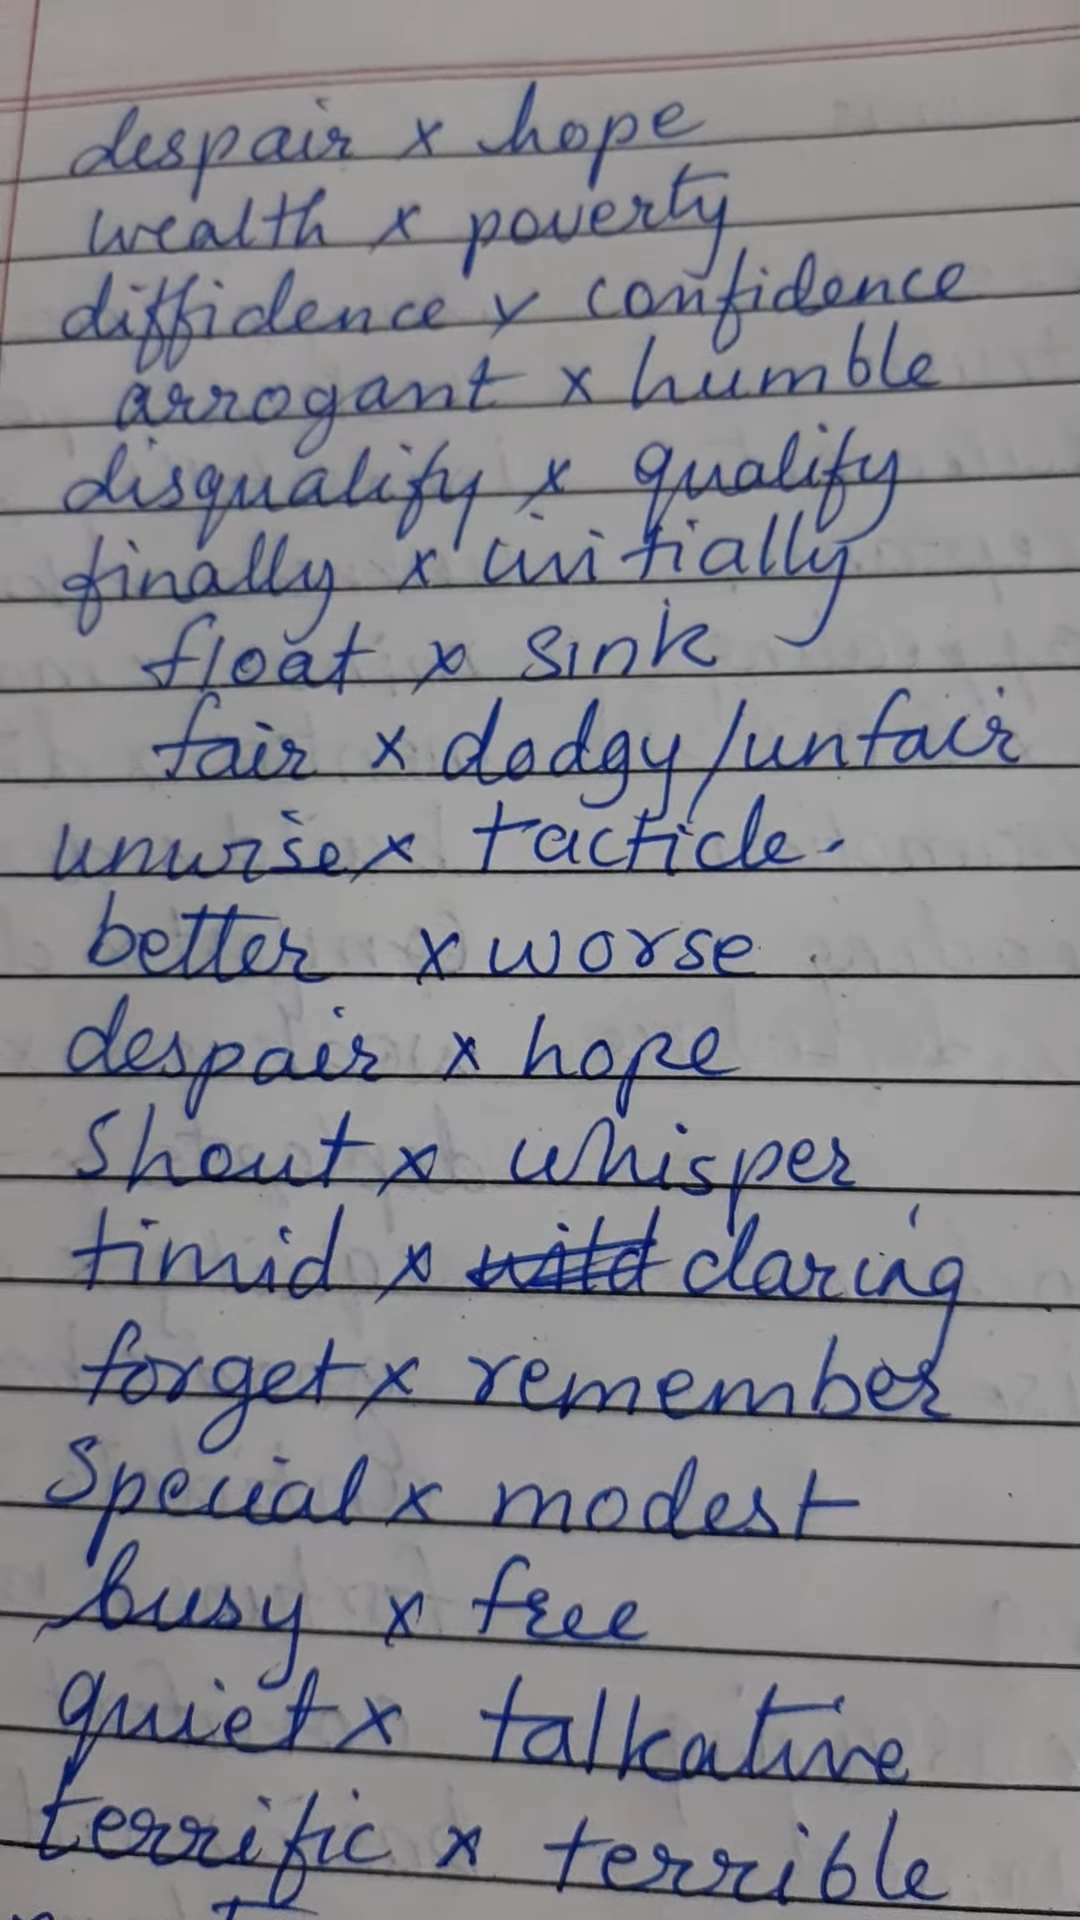 despair x hope
wealth x poverty
diffidence x confidence
arrogant x humble
disqualify x qualify
finally x initially
float x sink
fair x dodgy/unfair
unwise x tacticle.
better x worse
despair x hope
Shout x whisper
timid x daring
forget x remember
Special x modest
busy x free
quiet x talkative
terrific x terrible